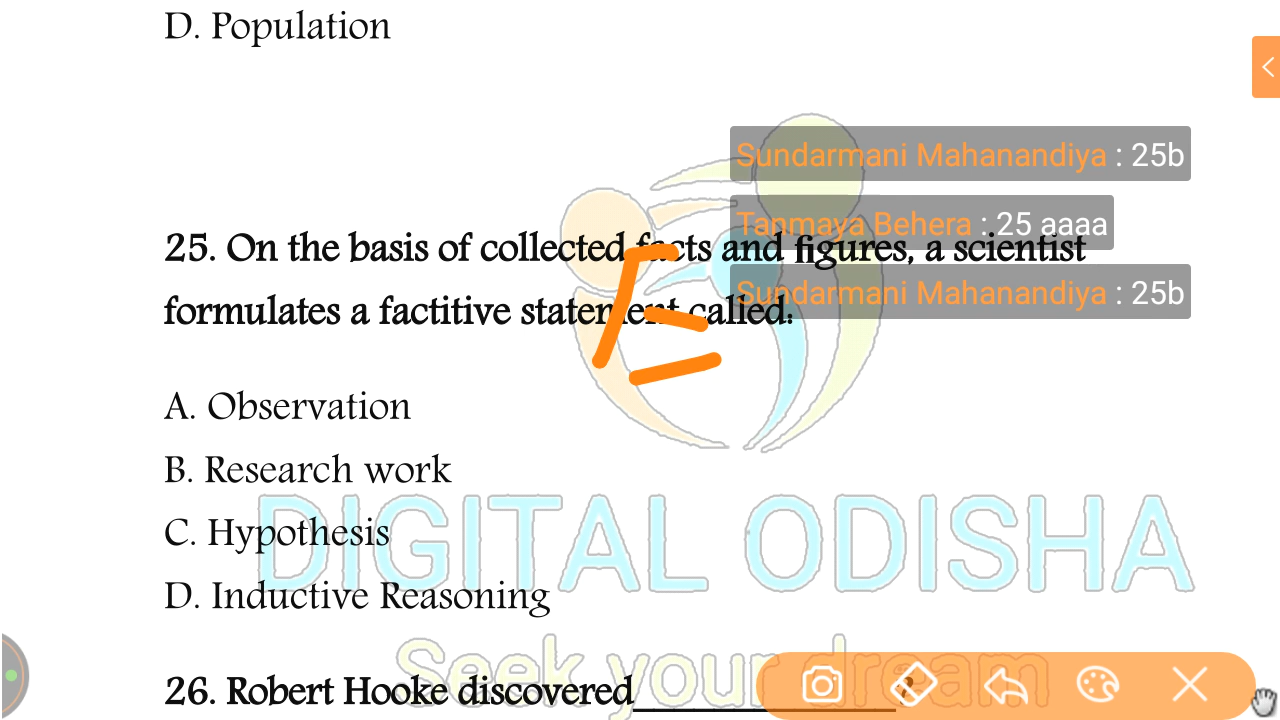 D. Population
Sundarmani Mahanandiya : 25b
Tanmaya Behera : 25 aaaa
25. On the basis of collected facts and figures, a scientist
Sundarmani Mahanandiya : 25b
formulates a factitive statement called:
A. Observation
B. Research work
C. Hypothesis
DIGITAL ODISHA
D. Inductive Reasoning
Seek your dream
26. Robert Hooke discovered______________?